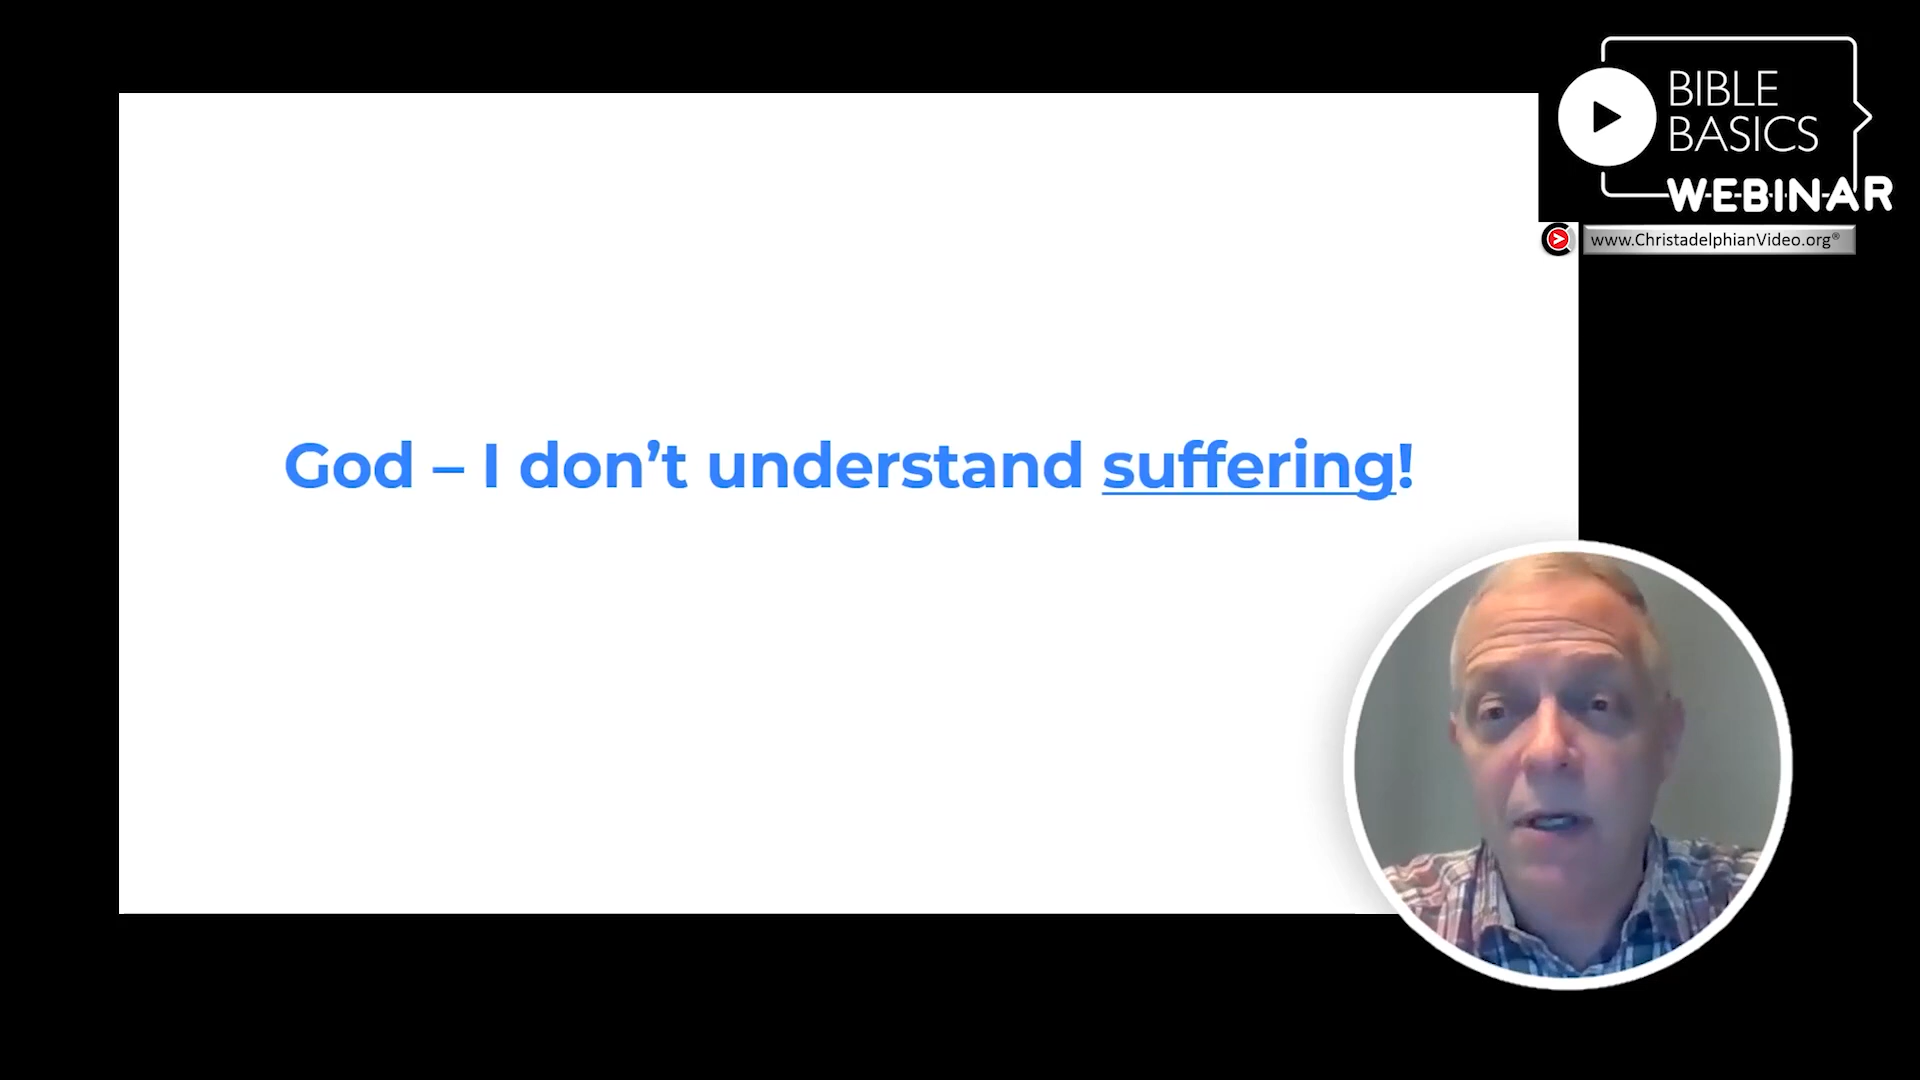 BIBLE
BASICS
WEBINAR
www.ChristadelphianVideo.org®
God – I don’t understand suffering!